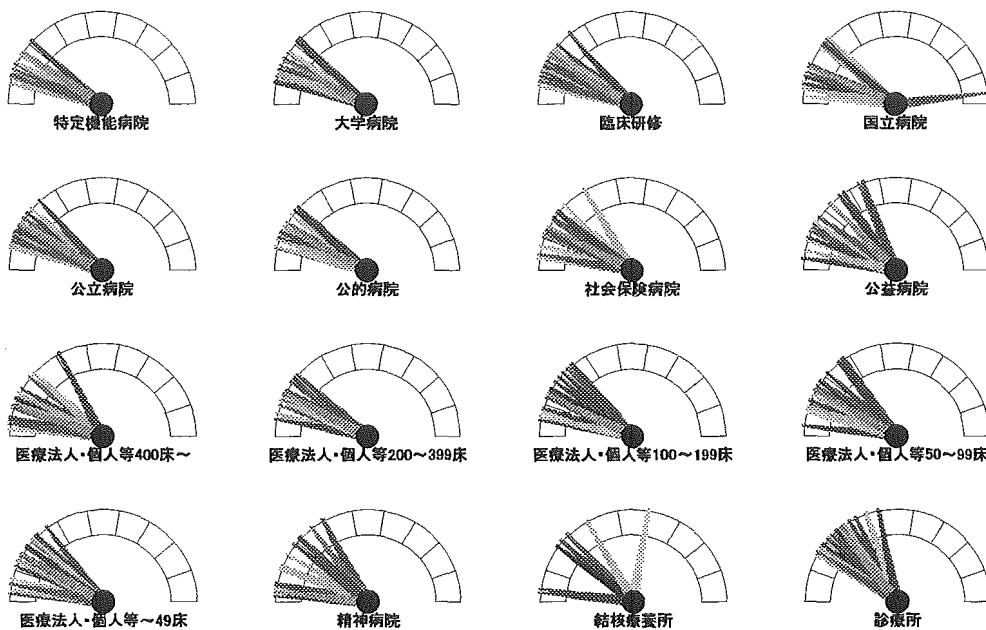 特定機能病院
大学病院
臨床研修
国立病院
公立病院
公的病院
社会保険病院
公益病院
医療法人・個人等400床~
医療法人・個人等200~399床
医療法人・個人等100~199床
医療法人・個人等50~99床
医療法人・個人等~49床
精神病院
結核療養所
診療所